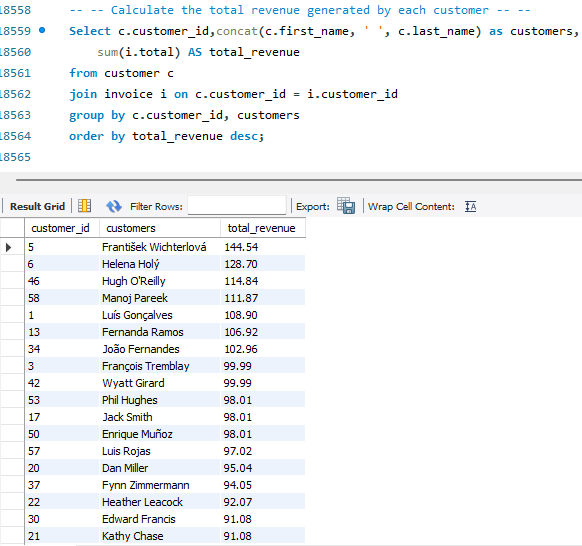 18558 -- -- Calculate the total revenue generated by each customer -- --
18559 Select c.customer_id,concat(c.first_name, ' ', c.last_name) as customers,
18560 sum(i.total) AS total_revenue
18561 from customer c
18562 join invoice i on c.customer_id = i.customer_id
18563 group by c.customer_id, customers
18564 order by total_revenue desc;
18565
Result Grid Filter Rows: Export: Wrap Cell Content:
customer_id customers total_revenue
5 František Wichterlová 144.54
6 Helena Holý 128.70
46 Hugh O'Reilly 114.84
58 Manoj Pareek 111.87
1 Luís Gonçalves 108.90
13 Fernanda Ramos 106.92
34 João Fernandes 102.96
3 François Tremblay 99.99
42 Wyatt Girard 99.99
53 Phil Hughes 98.01
17 Jack Smith 98.01
50 Enrique Muñoz 98.01
57 Luis Rojas 97.02
20 Dan Miller 95.04
37 Fynn Zimmermann 94.05
22 Heather Leacock 92.07
30 Edward Francis 91.08
21 Kathy Chase 91.08